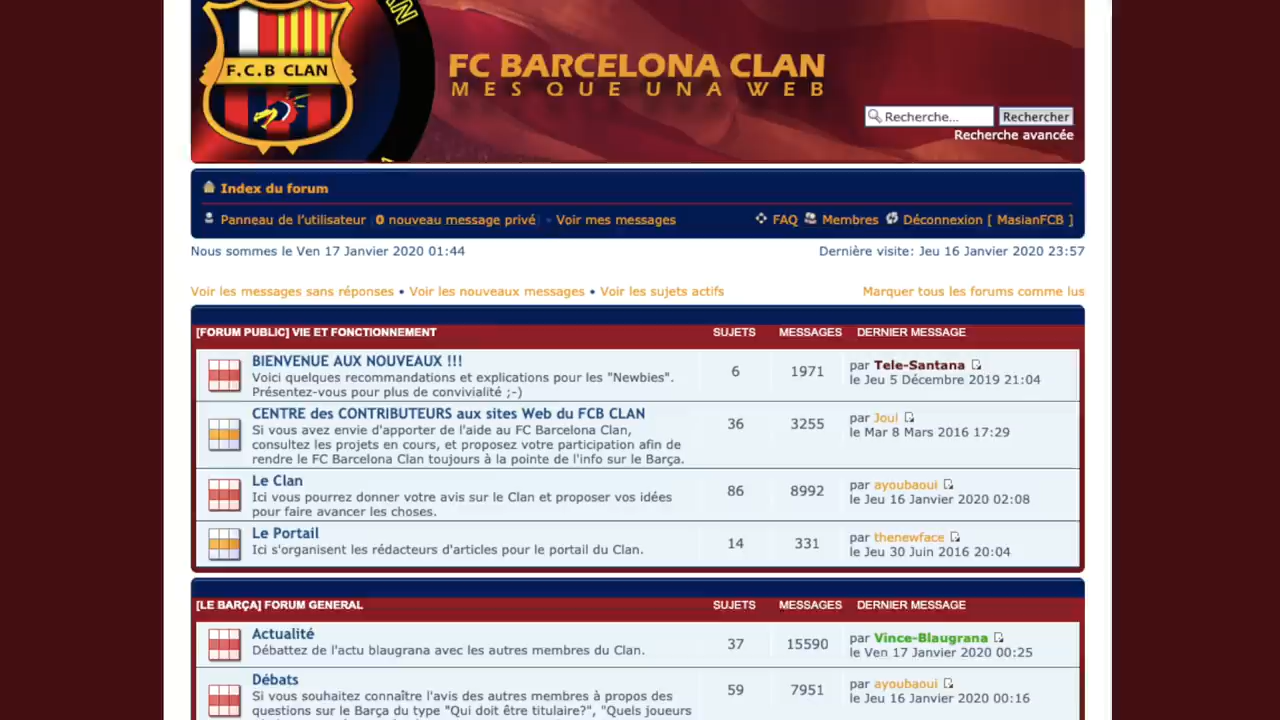 AN
F.C.B CLAN
FC BARCELONA CLAN
MES QUE UNA WEB
Recherche... Rechercher
Recherche avancée
Index du forum
Panneau de l'utilisateur (0 nouveau message privé) • Voir mes messages FAQ Membres Déconnexion [ MasianFCB ]
Nous sommes le Ven 17 Janvier 2020 01:44 Dernière visite: Jeu 16 Janvier 2020 23:57
Voir les messages sans réponses • Voir les nouveaux messages • Voir les sujets actifs Marquer tous les forums comme lus
[FORUM PUBLIC] VIE ET FONCTIONNEMENT SUJETS MESSAGES DERNIER MESSAGE
BIENVENUE AUX NOUVEAUX !!!
Voici quelques recommandations et explications pour les "Newbies".
Présentez-vous pour plus de convivialité ;-)
6 1971 par Tele-Santana
le Jeu 5 Décembre 2019 21:04
CENTRE des CONTRIBUTEURS aux sites Web du FCB CLAN
Si vous avez envie d'apporter de l'aide au FC Barcelona Clan,
consultez les projets en cours, et proposez votre participation afin de
rendre le FC Barcelona Clan toujours à la pointe de l'info sur le Barça.
36 3255 par Joul
le Mar 8 Mars 2016 17:29
Le Clan
Ici vous pourrez donner votre avis sur le Clan et proposer vos idées
pour faire avancer les choses.
86 8992 par ayoubaoui
le Jeu 16 Janvier 2020 02:08
Le Portail
Ici s'organisent les rédacteurs d'articles pour le portail du Clan.
14 331 par thenewface
le Jeu 30 Juin 2016 20:04
[LE BARÇA] FORUM GENERAL SUJETS MESSAGES DERNIER MESSAGE
Actualité
Débattez de l'actu blaugrana avec les autres membres du Clan.
37 15590 par Vince-Blaugrana
le Ven 17 Janvier 2020 00:25
Débats
Si vous souhaitez connaître l'avis des autres membres à propos des
questions sur le Barça du type "Qui doit être titulaire?", "Quels joueurs
59 7951 par ayoubaoui
le Jeu 16 Janvier 2020 00:16